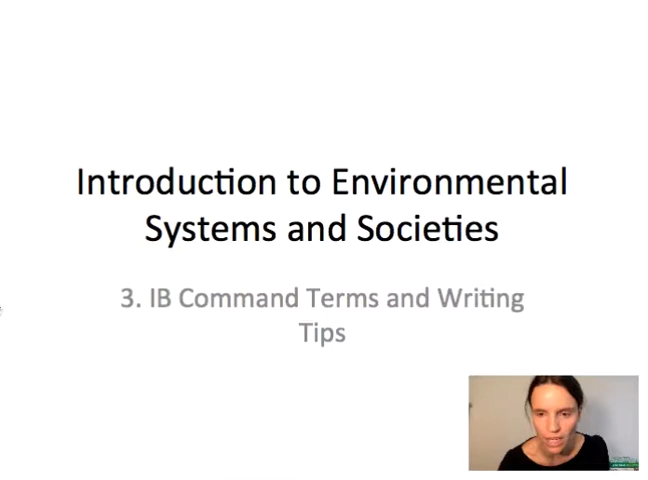 Introduction to Environmental
Systems and Societies
3. IB Command Terms and Writing
Tips